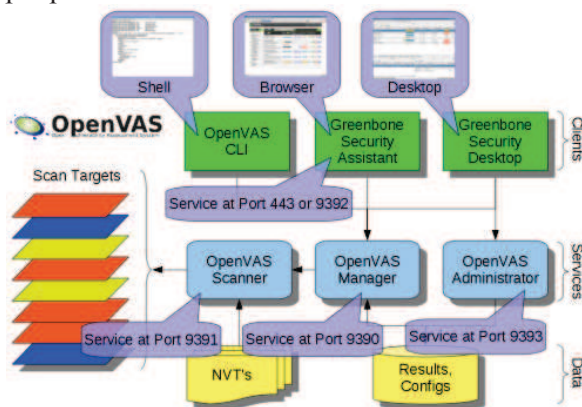 Shell
Browser
Desktop
OpenVAS
OpenVAS
CLI
Greenbone
Security
Assistant
Greenbone
Security
Desktop
Clients
Scan Targets
Service at Port 443 or 9392
OpenVAS
Scanner
OpenVAS
Manager
OpenVAS
Administrator
Services
Service at Port 9391
Service at Port 9390
Service at Port 9393
NVT's
Results,
Configs
Data